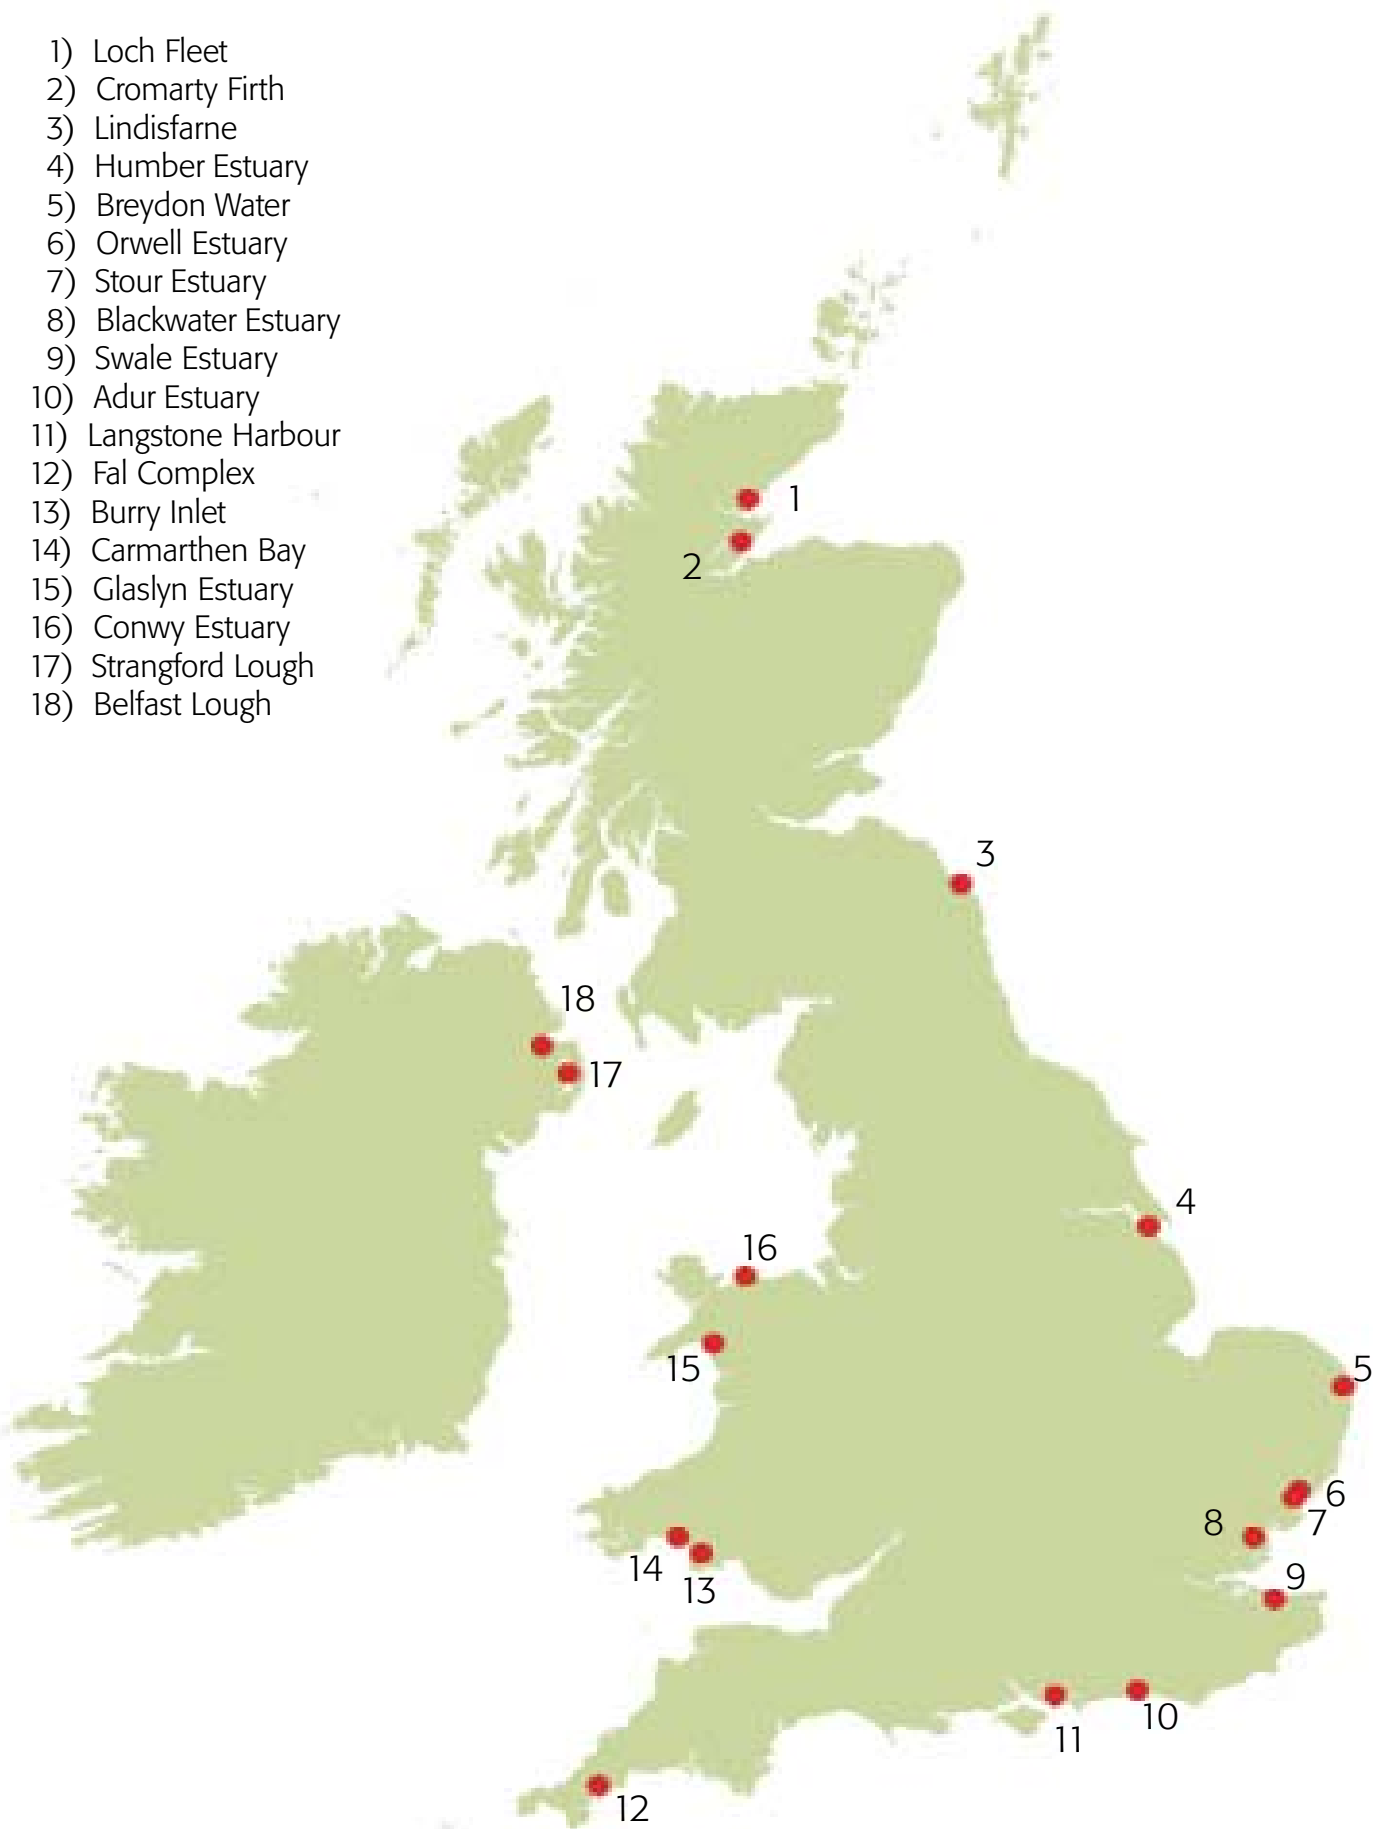 1) Loch Fleet
2) Cromarty Firth
3) Lindisfarne
4) Humber Estuary
5) Breydon Water
6) Orwell Estuary
7) Stour Estuary
8) Blackwater Estuary
9) Swale Estuary
10) Adur Estuary
11) Langstone Harbour
12) Fal Complex
13) Burry Inlet
14) Carmarthen Bay
15) Glaslyn Estuary
16) Conwy Estuary
17) Strangford Lough
18) Belfast Lough
1
2
3
18
17
4
16
15
5
6
7
8
14
13
9
10
11
12